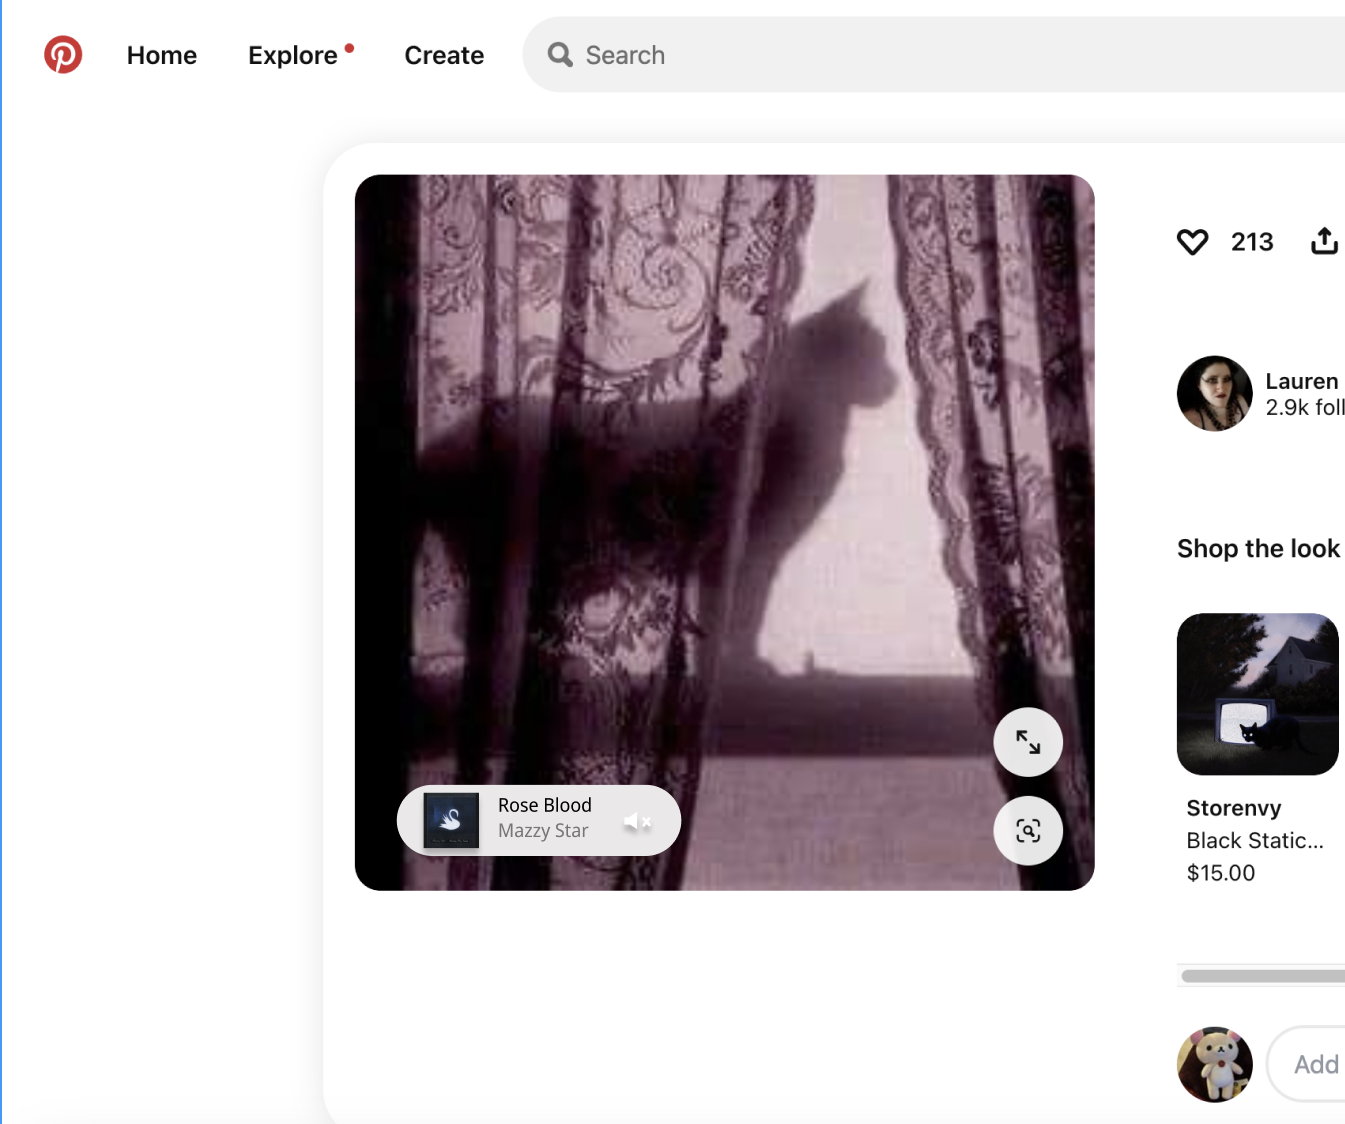 Home
Explore
Create
Search
213
Lauren
2.9k foll
Shop the look
Storenvy
Black Static...
$15.00
Rose Blood
Mazzy Star
Add